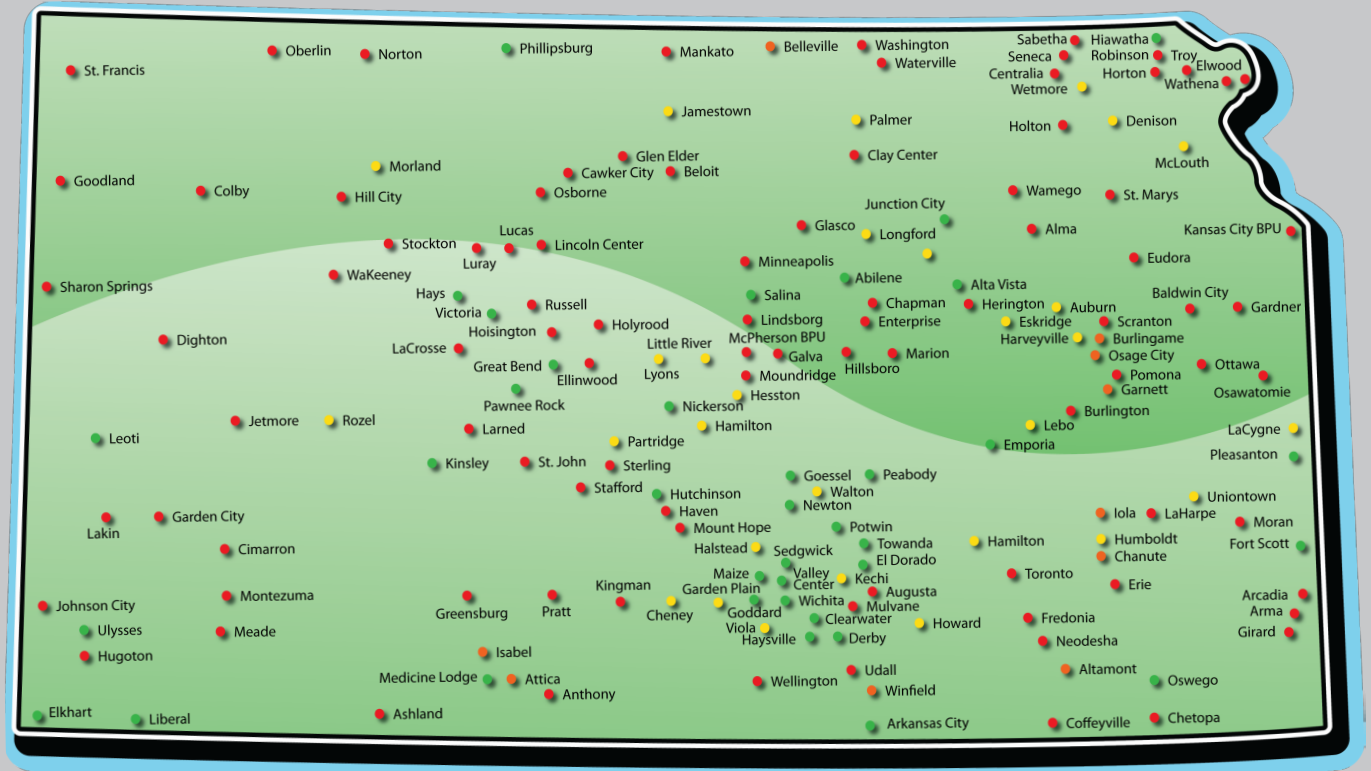 Sabetha
Hiawatha
Oberlin
Norton
Phillipsburg
Mankato
Belleville
Washington
Seneca
Robinson
Troy
Waterville
Elwood
St. Francis
Centralia
Horton
Wathena
Wetmore
Jamestown
Palmer
Holton
Denison
Glen Elder
Clay Center
McLouth
Morland
Cawker City
Beloit
Goodland
Colby
Hill City
Osborne
Wamego
St. Marys
Junction City
Glasco
Longford
Alma
Kansas City BPU
Lucas
Stockton
Lincoln Center
Luray
Minneapolis
Eudora
WaKeeney
Abilene
Sharon Springs
Alta Vista
Hays
Salina
Baldwin City
Victoria
Russell
Chapman
Herington
Auburn
Gardner
Holyrood
Lindsborg
Enterprise
Eskridge
Scranton
Hoisington
Dighton
McPherson BPU
Harveyville
Burlingame
LaCrosse
Little River
Galva
Marion
Osage City
Great Bend
Hillsboro
Ottawa
Ellinwood
Lyons
Moundridge
Pomona
Garnett
Osawatomie
Hesston
Pawnee Rock
Nickerson
Burlington
Jetmore
Rozel
Larned
Hamilton
Lebo
LaCygne
Leoti
Partridge
Emporia
Pleasanton
Kinsley
St. John
Sterling
Goessel
Peabody
Stafford
Hutchinson
Walton
Uniontown
Haven
Newton
Lakin
Garden City
Mount Hope
Potwin
Iola
LaHarpe
Moran
Cimarron
Halstead
Sedgwick
Towanda
Hamilton
Humboldt
Fort Scott
El Dorado
Chanute
Maize
Valley
Center
Kechi
Toronto
Kingman
Garden Plain
Augusta
Erie
Montezuma
Wichita
Arcadia
Johnson City
Greensburg
Pratt
Cheney
Goddard
Mulvane
Arma
Clearwater
Fredonia
Ulysses
Meade
Viola
Howard
Girard
Haysville
Derby
Neodesha
Hugoton
Isabel
Udall
Altamont
Medicine Lodge
Attica
Wellington
Oswego
Anthony
Winfield
Elkhart
Liberal
Ashland
Arkansas City
Coffeyville
Chetopa